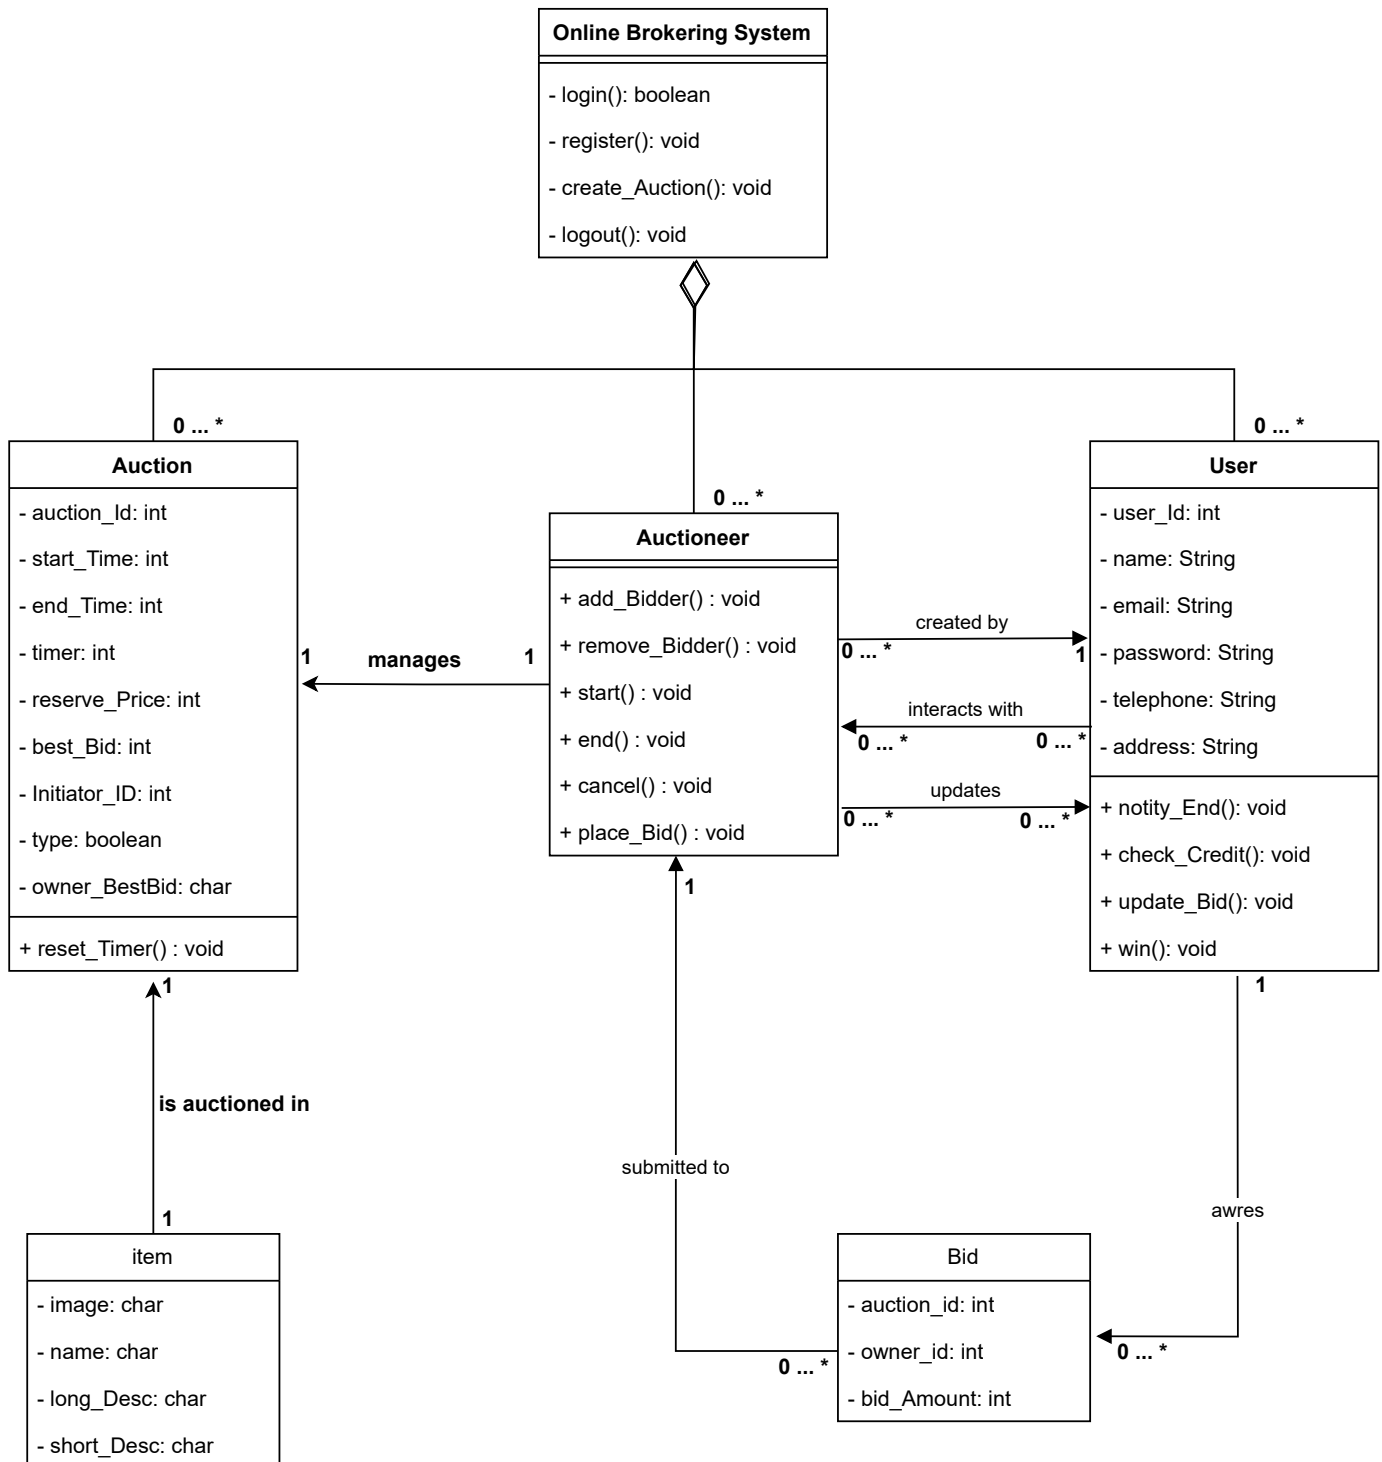 Online Brokering System
- login(): boolean
- register(): void
- create_Auction(): void
- logout(): void
0 ... *
Auction
- auction_Id: int
- start_Time: int
- end_Time: int
- timer: int
- reserve_Price: int
- best_Bid: int
- Initiator_ID: int
- type: boolean
- owner_BestBid: char
+ reset_Timer() : void
0 ... *
Auctioneer
+ add_Bidder() : void
+ remove_Bidder() : void
+ start() : void
+ end() : void
+ cancel() : void
+ place_Bid() : void
0 ... *
User
- user_Id: int
- name: String
- email: String
- password: String
- telephone: String
- address: String
+ notity_End(): void
+ check_Credit(): void
+ update_Bid(): void
+ win(): void
1
manages
1
created by
0 ... *
1
interacts with
0 ... *
0 ... *
updates
0 ... *
0 ... *
1
1
1
is auctioned in
1
submitted to
awres
item
- image: char
- name: char
- long_Desc: char
- short_Desc: char
Bid
- auction_id: int
- owner_id: int
- bid_Amount: int
0 ... *
0 ... *